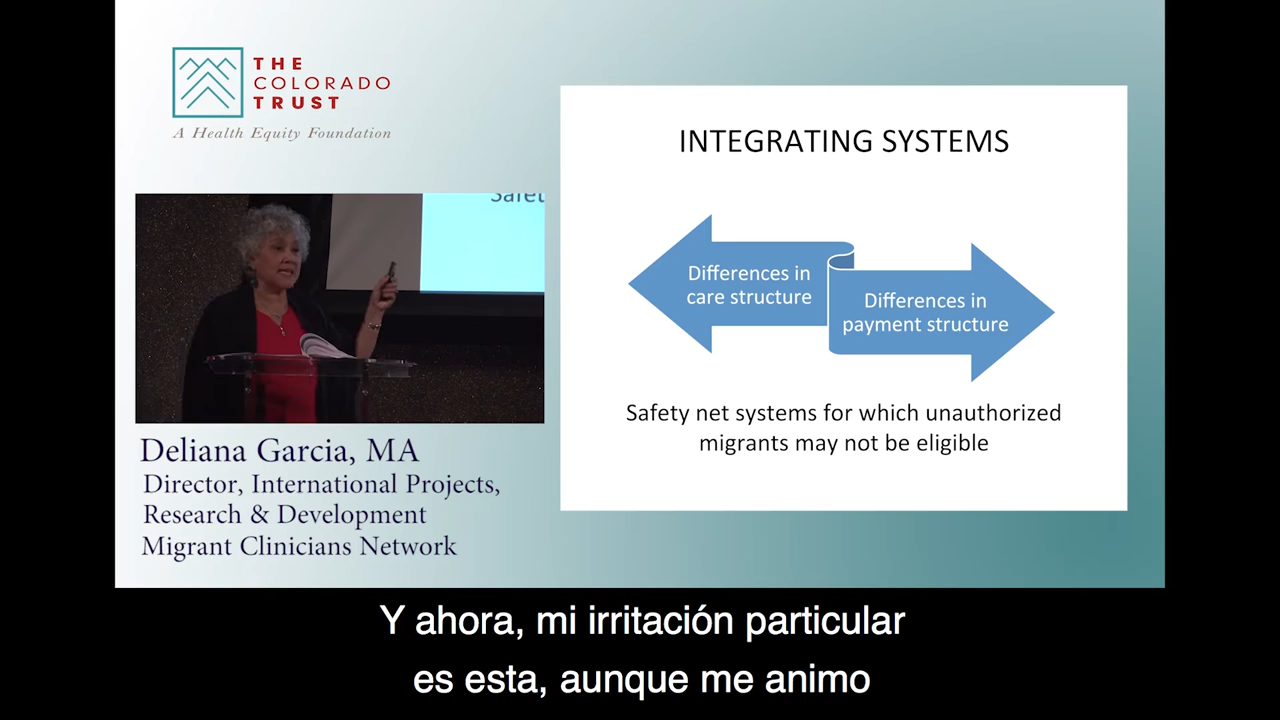 THE
COLORADO
TRUST
A Health Equity Foundation
Safet
Deliana Garcia, MA
Director, International Projects,
Research & Development
Migrant Clinicians Network
INTEGRATING SYSTEMS
Differences in
care structure
Differences in
payment structure
Safety net systems for which unauthorized
migrants may not be eligible
Y ahora, mi irritación particular
es esta, aunque me animo